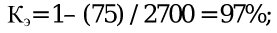 Кэ= 1– (75) / 2700 = 97%;